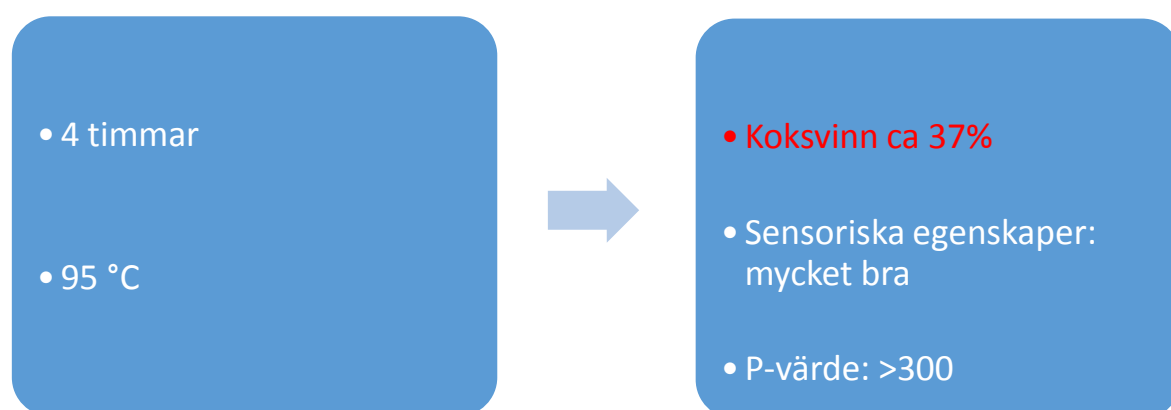 • 4 timmar
• 95 °C
• Koksvinn ca 37%
• Sensoriska egenskaper:
mycket bra
• P-värde: >300